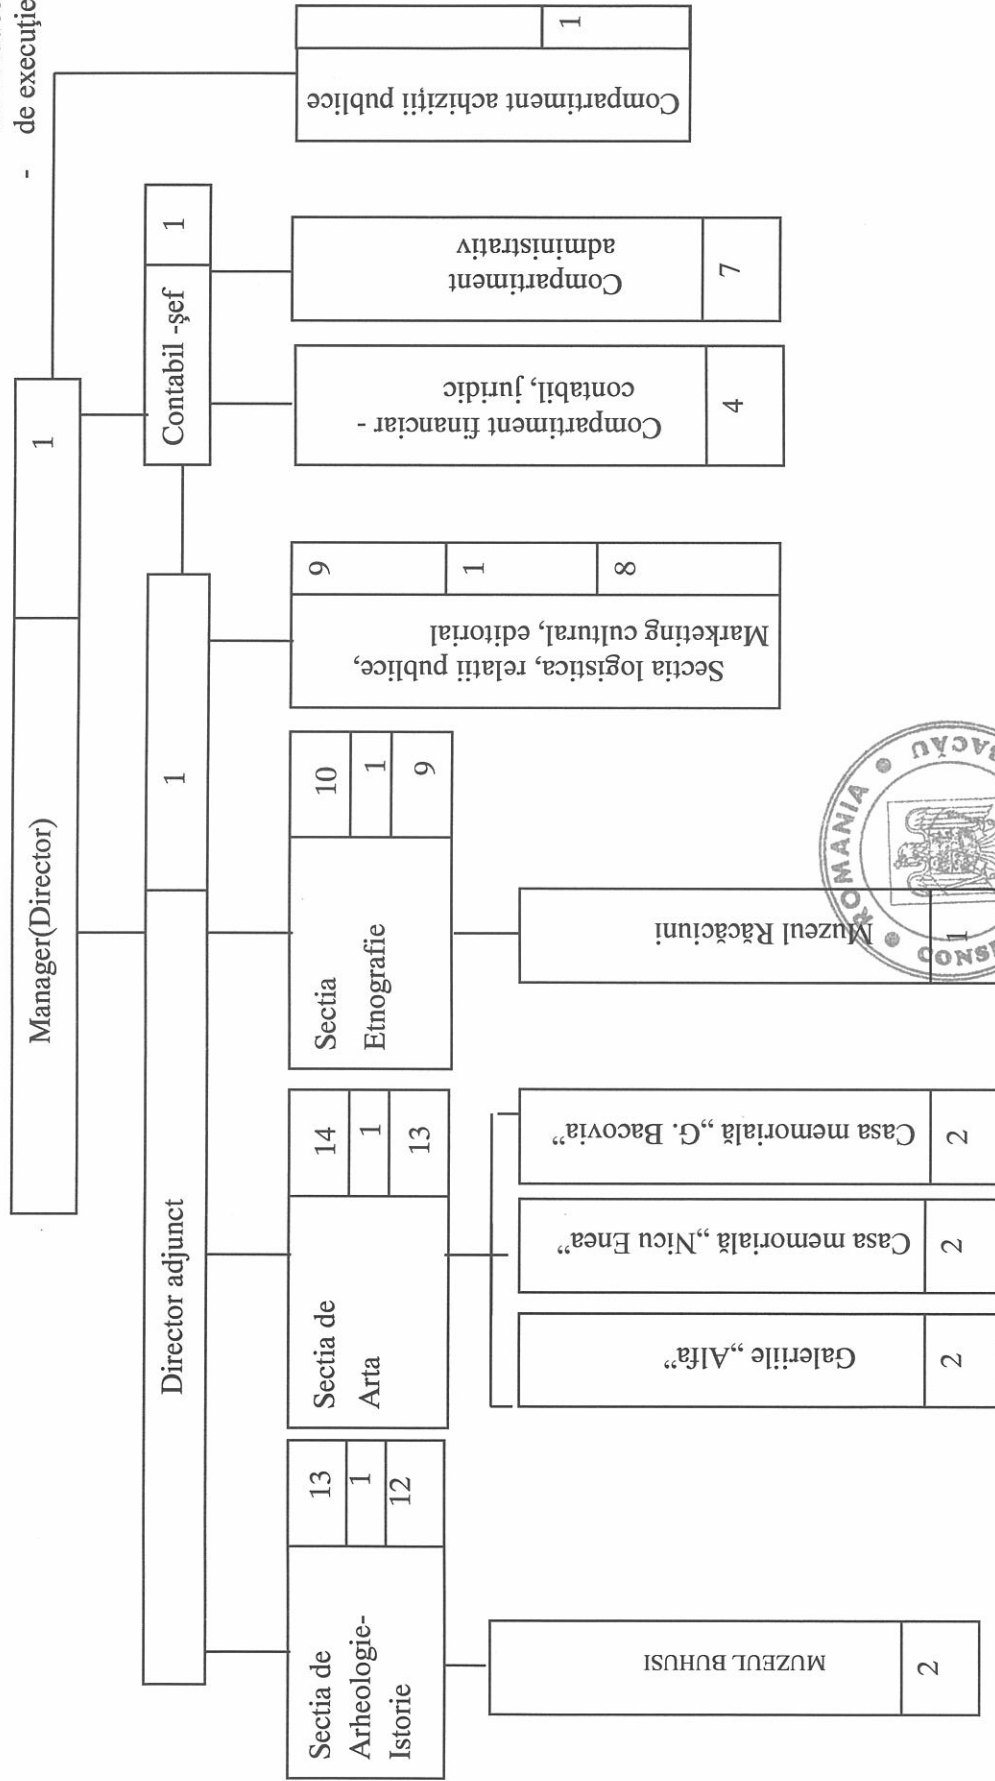 - de execuție
Manager(Director)
1
Director adjunct
1
Contabil -șef
1
Compartiment achiziții publice
1
Sectia de
Arheologie-
Istorie
13
1
12
Sectia de
Arta
14
1
13
Sectia
Etnografie
10
1
9
Sectia logistica, relatii publice,
Marketing cultural, editorial
9
1
8
Compartiment financiar -
contabil, juridic
4
Compartiment
administrativ
7
MUZEUL BUHUSI
2
Galeriile „Alfa”
2
Casa memorială „Nicu Enea”
2
Casa memorială „G. Bacovia”
2
Muzeul Răcăciuni
1
ROMANIA
BACĂU